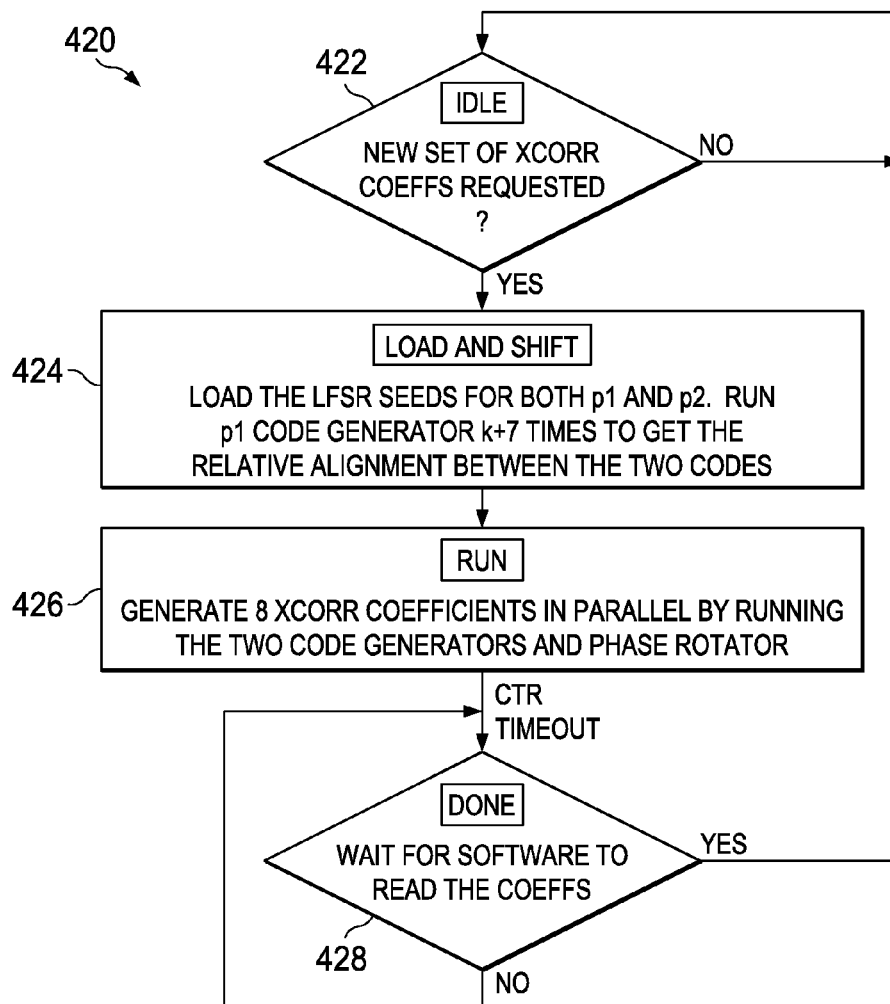 420
422
IDLE
NEW SET OF XCORR
COEFFS REQUESTED
?
NO
YES
424
LOAD AND SHIFT
LOAD THE LFSR SEEDS FOR BOTH p1 AND p2. RUN
p1 CODE GENERATOR k+7 TIMES TO GET THE
RELATIVE ALIGNMENT BETWEEN THE TWO CODES
426
RUN
GENERATE 8 XCORR COEFFICIENTS IN PARALLEL BY RUNNING
THE TWO CODE GENERATORS AND PHASE ROTATOR
CTR
TIMEOUT
DONE
WAIT FOR SOFTWARE TO
READ THE COEFFS
YES
428
NO